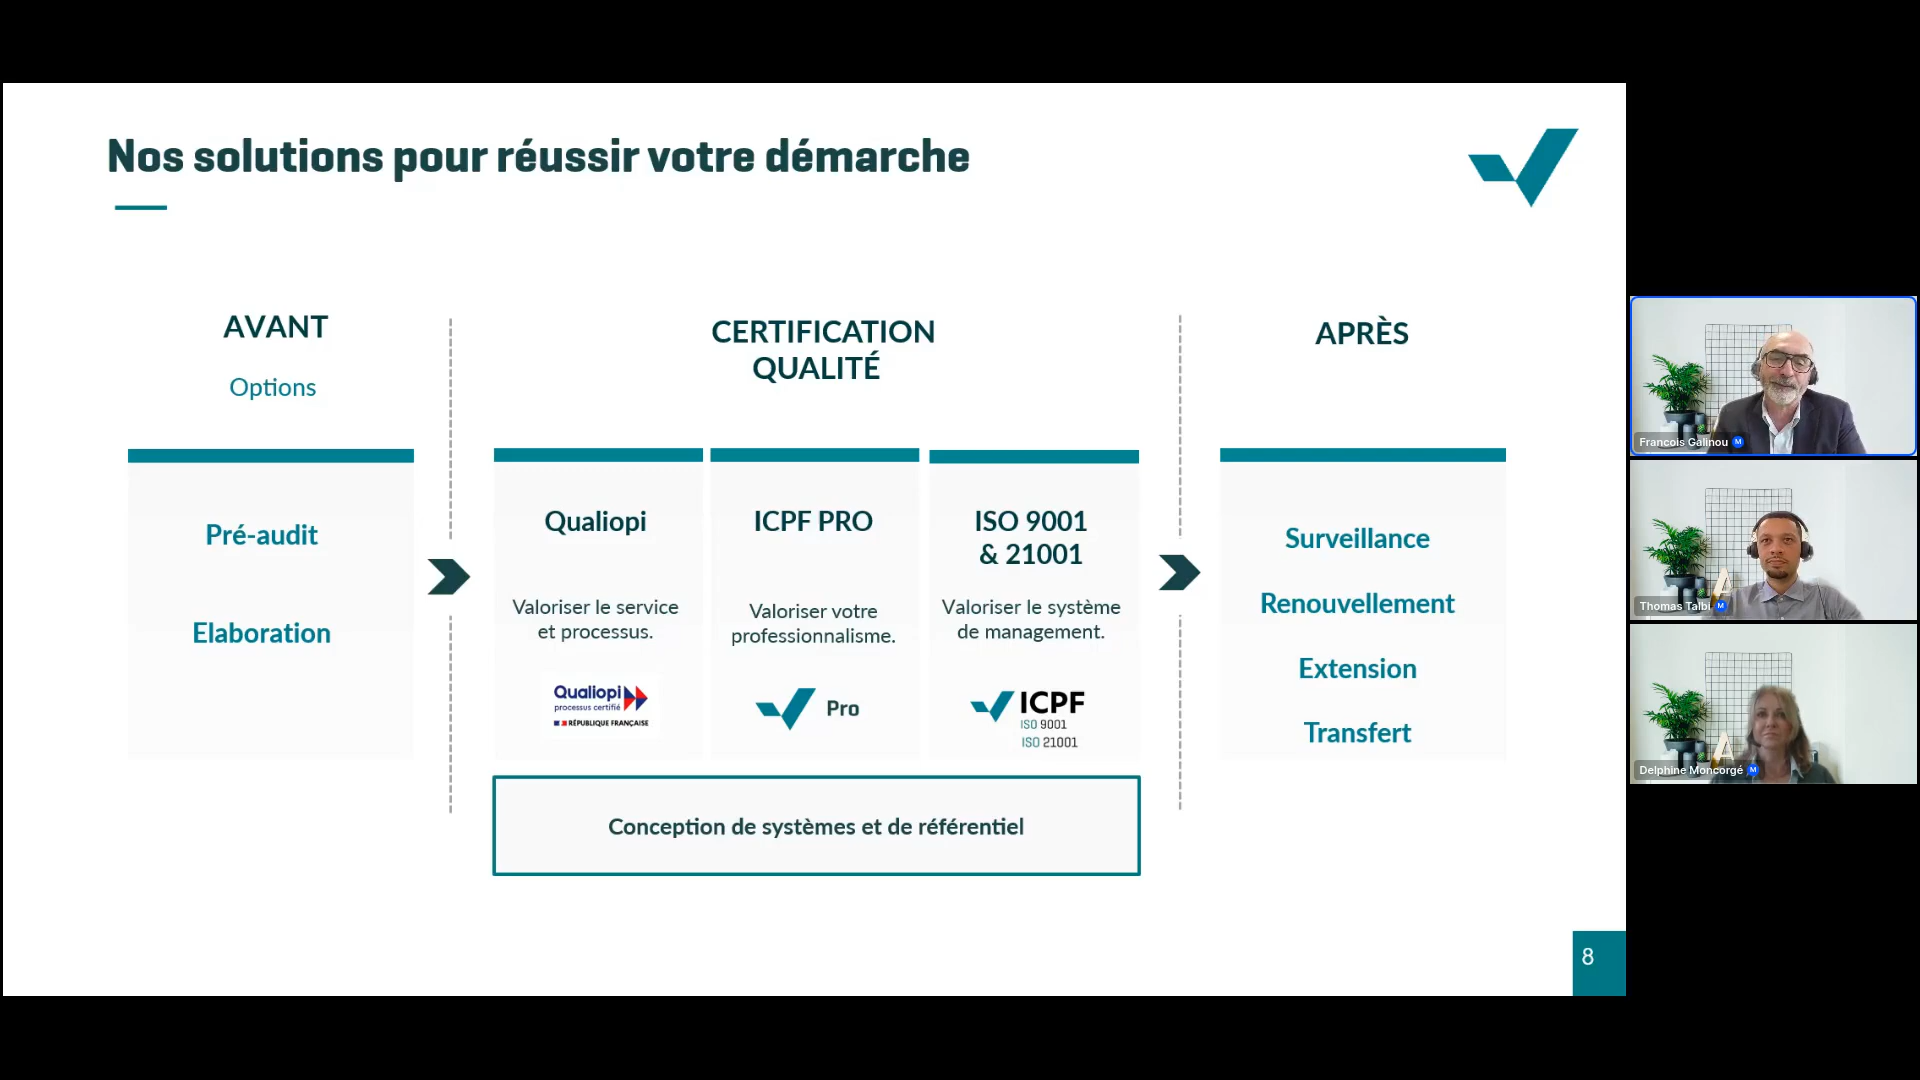 Nos solutions pour réussir votre démarche
AVANT
Options
Pré-audit
Elaboration
CERTIFICATION
QUALITÉ
Qualiopi
Valoriser le service
et processus.
Qualiopi
processus certifié
RÉPUBLIQUE FRANÇAISE
ICPF PRO
Valoriser votre
professionnalisme.
Pro
ISO 9001
& 21001
Valoriser le système
de management.
ICPF
ISO 9001
ISO 21001
Conception de systèmes et de référentiel
APRÈS
Surveillance
Renouvellement
Extension
Transfert
8
Francois Galinou M
Thomas Talbi M
Delphine Moncorgé M